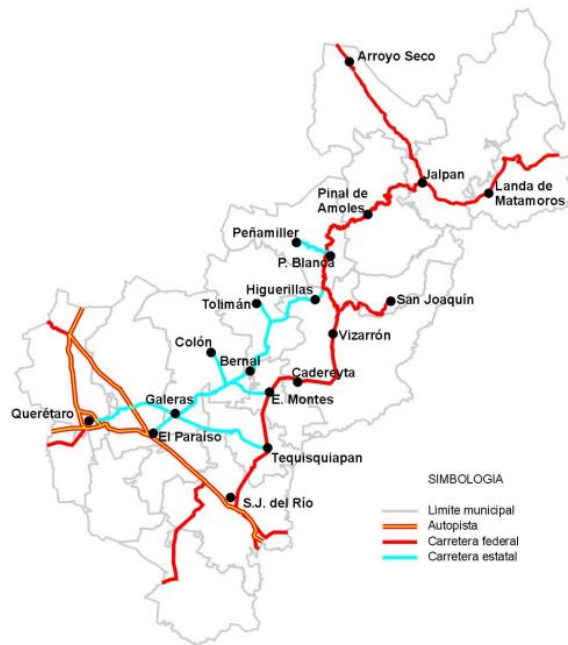 Arroyo Seco
Jalpan
Landa de
Matamoros
Pinal de
Amoles
Peñamiller
P. Blanca
Higuerillas
San Joaquín
Tolimán
Vizarrón
Colón
Bernal
Cadereyta
Galeras
E. Montes
Querétaro
El Paraíso
Tequisquiapan
S.J. del Río
SIMBOLOGIA
Limite municipal
Autopista
Carretera federal
Carretera estatal